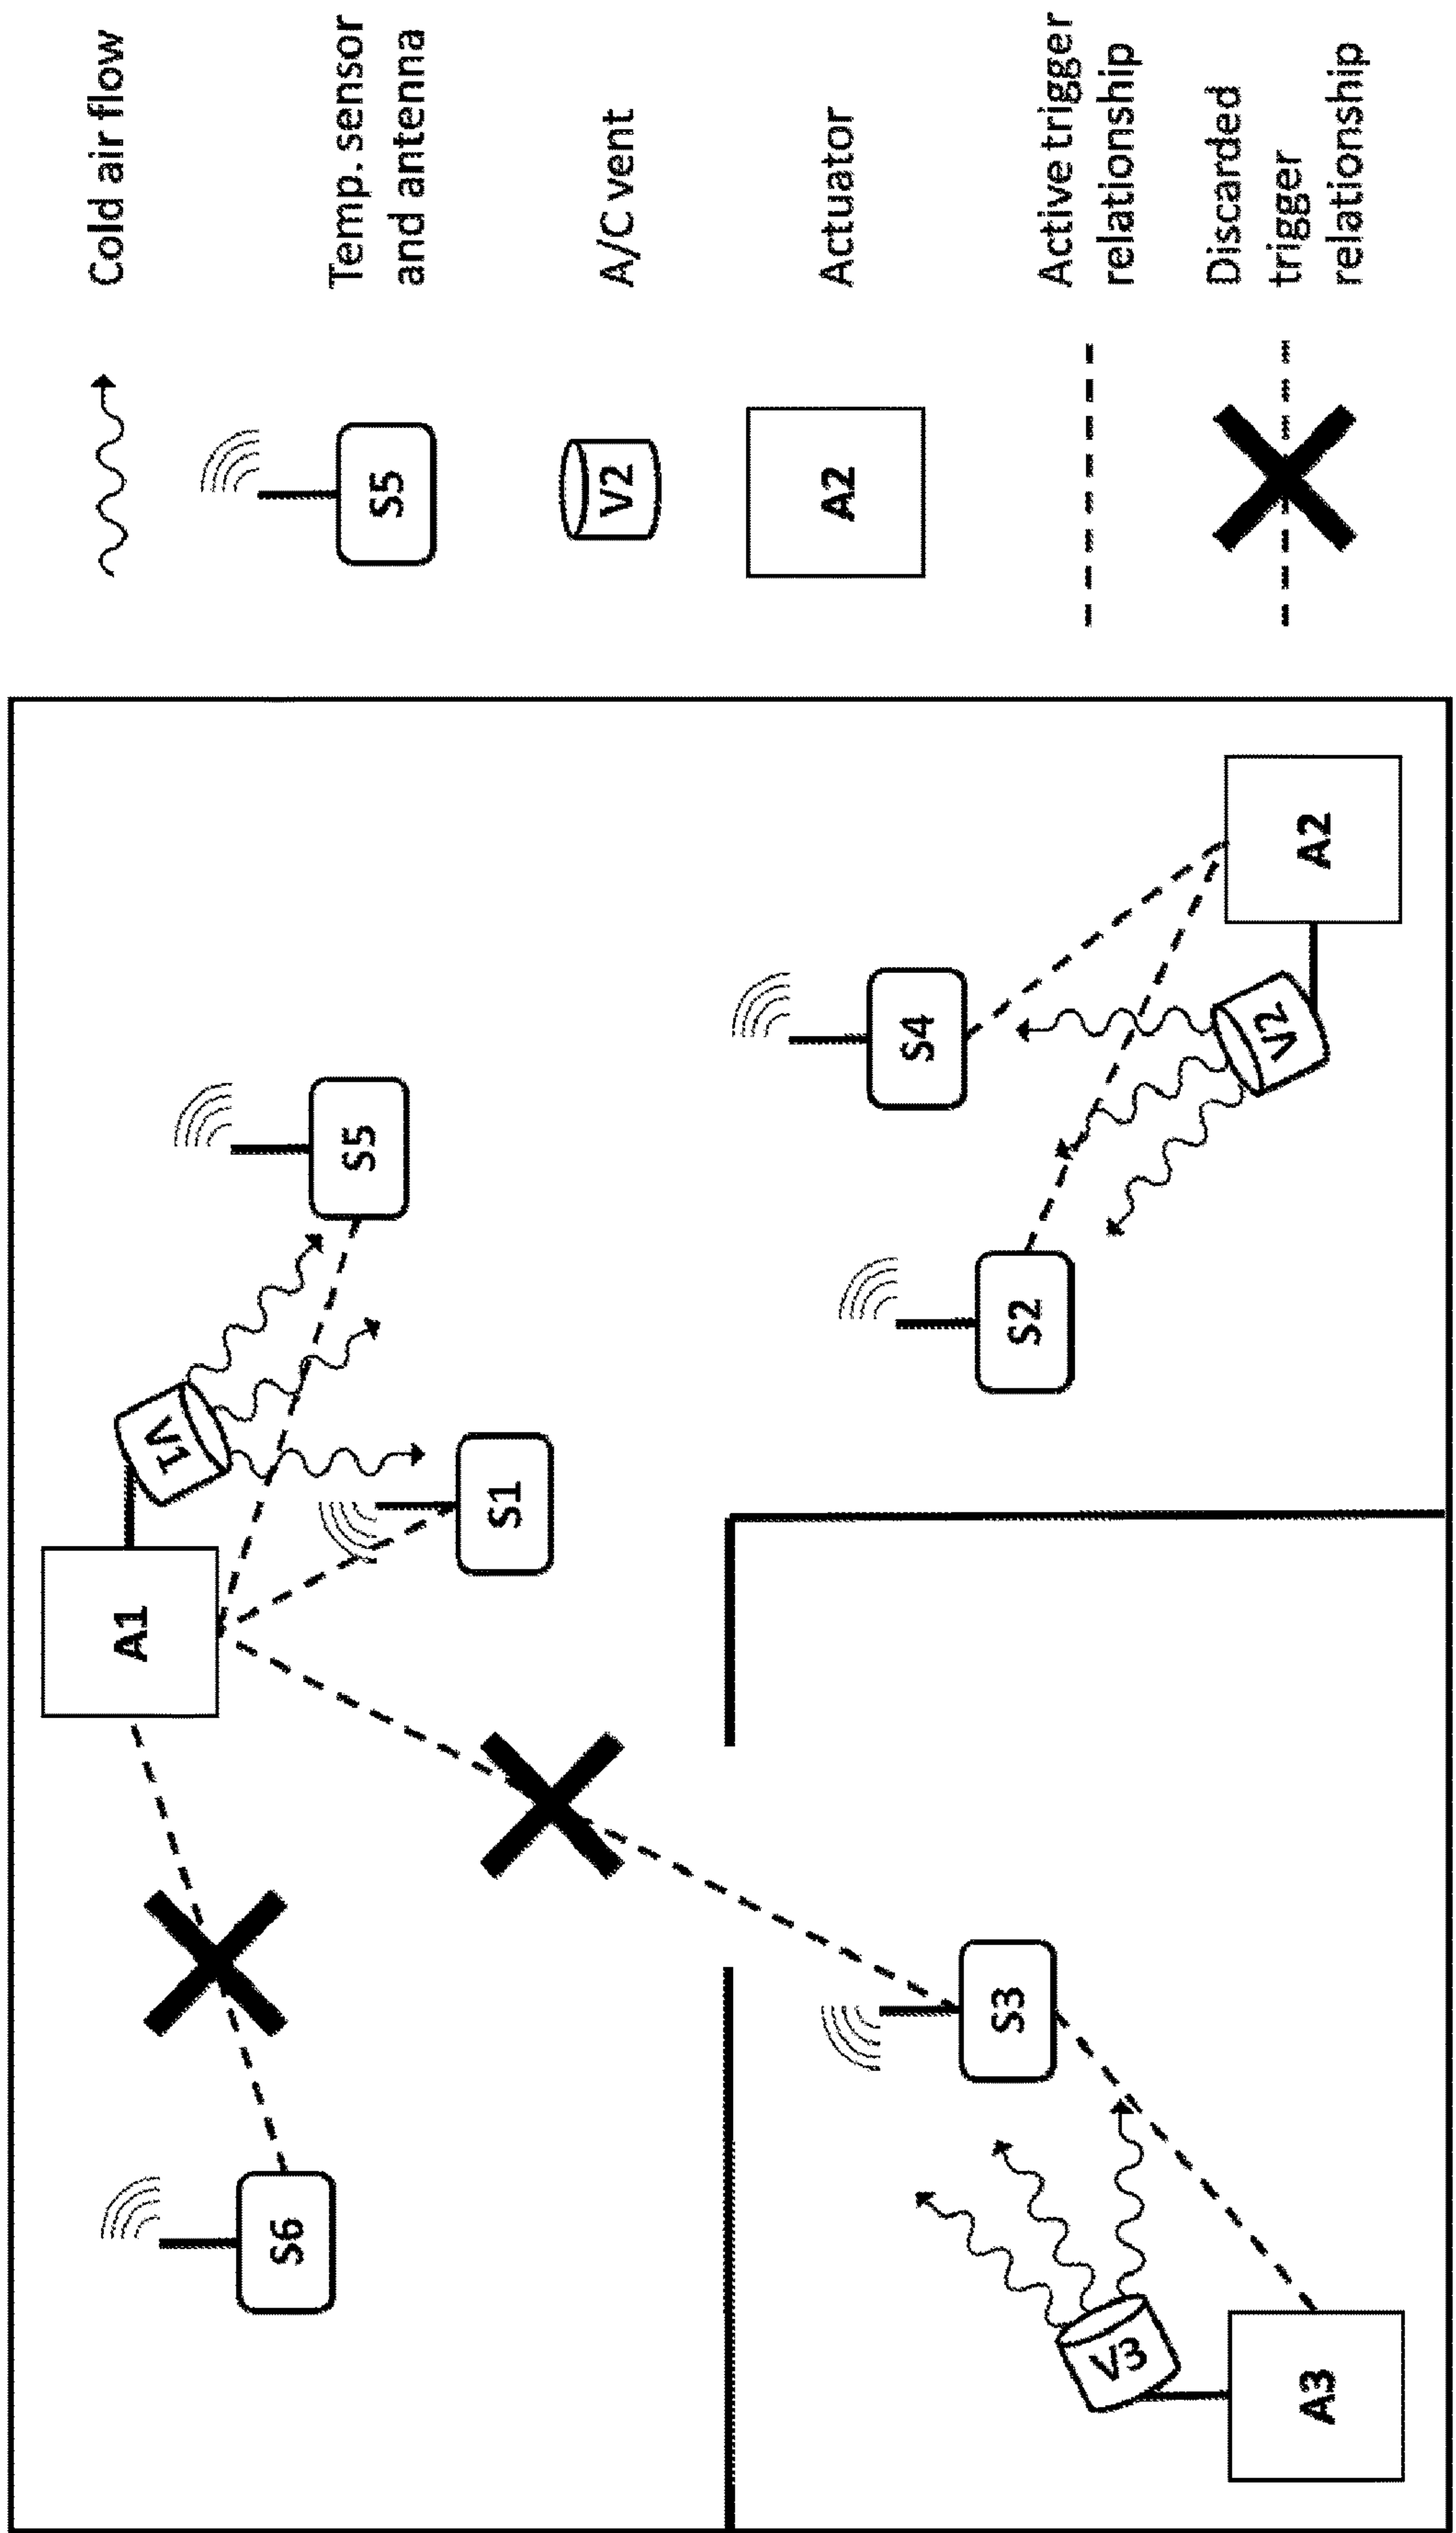 S6
A1
V1
S5
S1
S3
S2
S4
V3
V2
A3
A2
Cold air flow
S5
Temp. sensor
and antenna
V2
A/C vent
A2
Actuator
Active trigger
relationship
Discarded
trigger
relationship